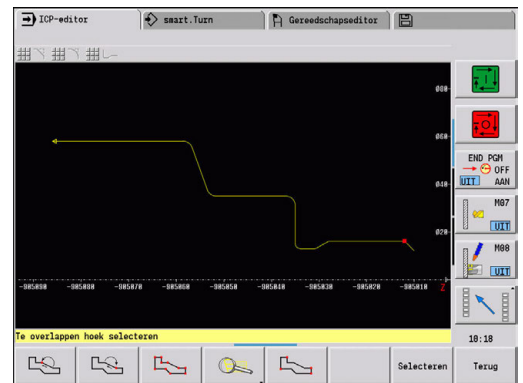 ICP-editor
smart.Turn
Gereedschapseditor
Ø80
Ø60
END PGM
OFF
UIT AAN
Ø40
M07
UIT
Ø20
M08
UIT
Z
Te overlappen hoek selecteren
10:18
Selecteren
Terug